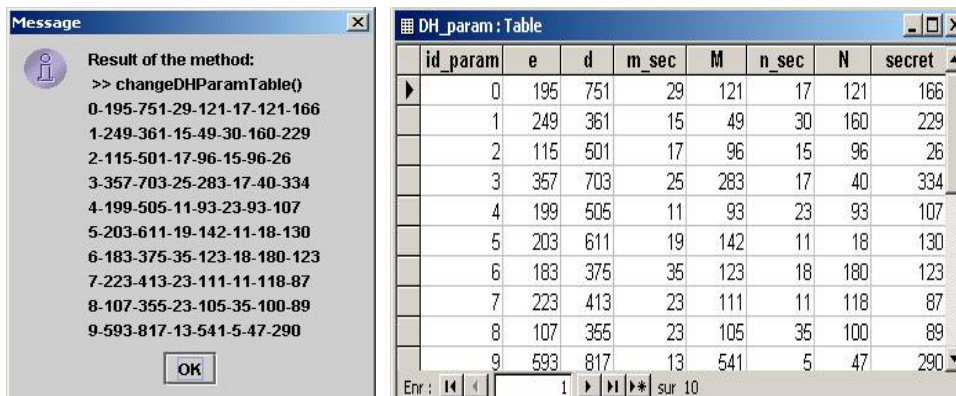 Message
Result of the method:
>> changeDHParamTable()
0-195-751-29-121-17-121-166
1-249-361-15-49-30-160-229
2-115-501-17-96-15-96-26
3-357-703-25-283-17-40-334
4-199-505-11-93-23-93-107
5-203-611-19-142-11-18-130
6-183-375-35-123-18-180-123
7-223-413-23-111-11-118-87
8-107-355-23-105-35-100-89
9-593-817-13-541-5-47-290
OK
DH_param : Table
id_param e d m_sec M n_sec N secret
0 195 751 29 121 17 121 166
1 249 361 15 49 30 160 229
2 115 501 17 96 15 96 26
3 357 703 25 283 17 40 334
4 199 505 11 93 23 93 107
5 203 611 19 142 11 18 130
6 183 375 35 123 18 180 123
7 223 413 23 111 11 118 87
8 107 355 23 105 35 100 89
9 593 817 13 541 5 47 290
Enr : 1 sur 10